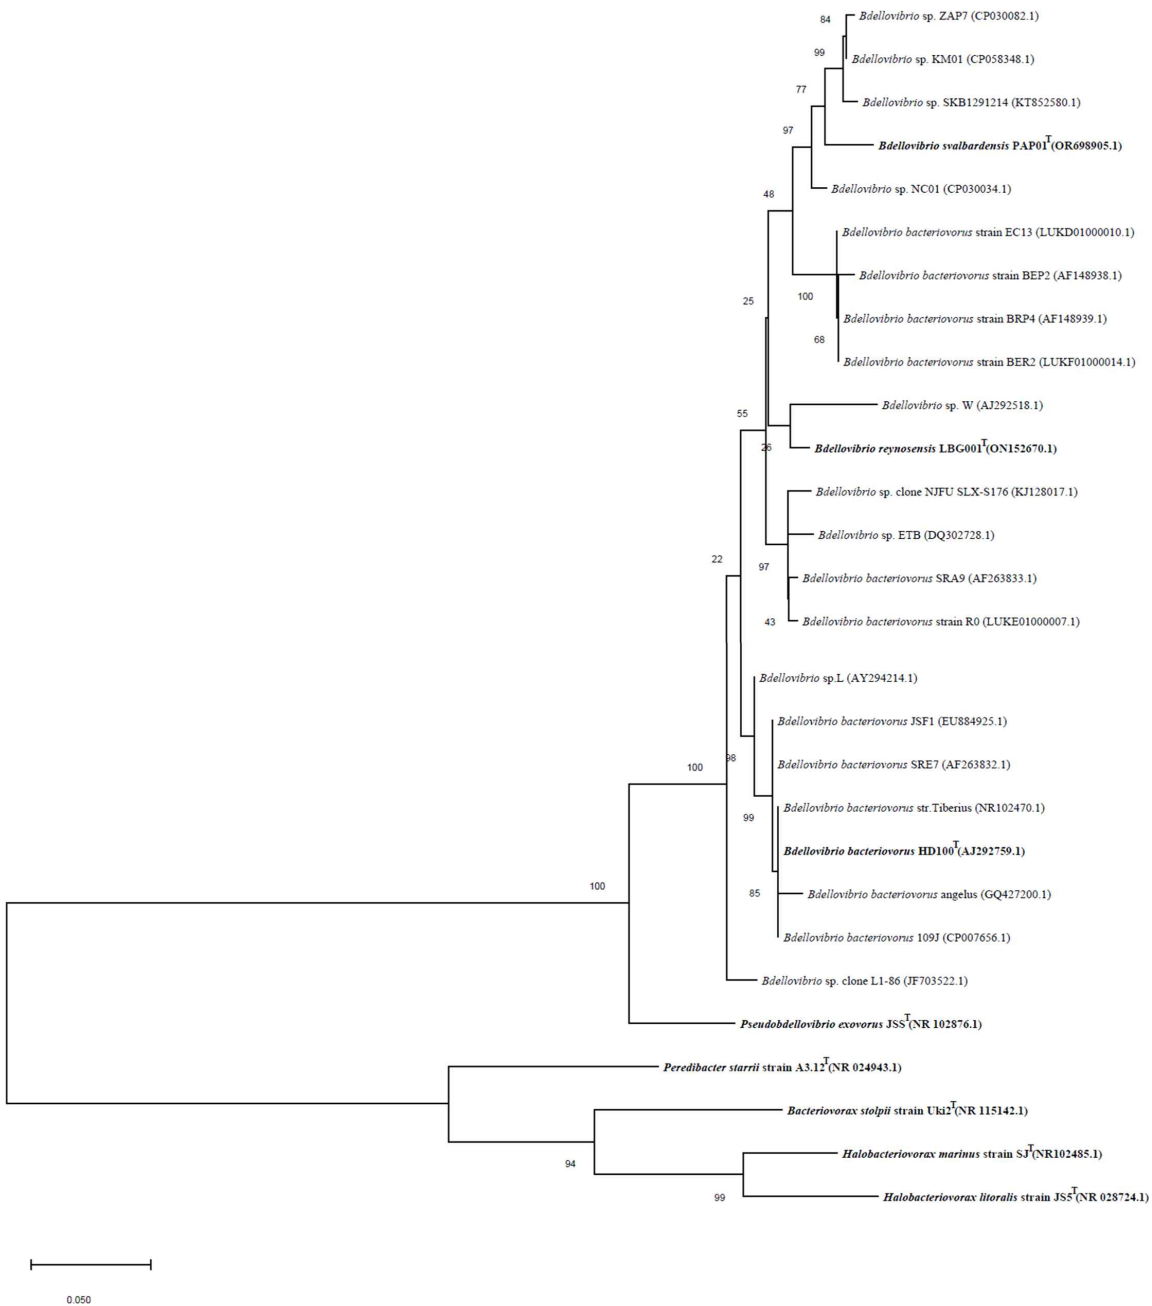 84
Bdellovibrio sp. ZAP7 (CP030082.1)
99
Bdellovibrio sp. KM01 (CP058348.1)
77
Bdellovibrio sp. SKB1291214 (KT852580.1)
97
Bdellovibrio svalbardensis PAP01T(OR698905.1)
48
Bdellovibrio sp. NC01 (CP030034.1)
Bdellovibrio bacteriovorus strain EC13 (LUKD01000010.1)
Bdellovibrio bacteriovorus strain BEP2 (AF148938.1)
25
100
Bdellovibrio bacteriovorus strain BRP4 (AF148939.1)
68
Bdellovibrio bacteriovorus strain BER2 (LUKF01000014.1)
Bdellovibrio sp. W (AJ292518.1)
55
26
Bdellovibrio reynosensis LBG001T(ON152670.1)
Bdellovibrio sp. clone NJFU SLX-S176 (KJ128017.1)
Bdellovibrio sp. ETB (DQ302728.1)
22
97
Bdellovibrio bacteriovorus SRA9 (AF263833.1)
43
Bdellovibrio bacteriovorus strain R0 (LUKE01000007.1)
Bdellovibrio sp.L (AY294214.1)
Bdellovibrio bacteriovorus JSF1 (EU884925.1)
98
100
Bdellovibrio bacteriovorus SRE7 (AF263832.1)
Bdellovibrio bacteriovorus str.Tiberius (NR102470.1)
99
Bdellovibrio bacteriovorus HD100T(AJ292759.1)
100
85
Bdellovibrio bacteriovorus angelus (GQ427200.1)
Bdellovibrio bacteriovorus 109J (CP007656.1)
Bdellovibrio sp. clone L1-86 (JF703522.1)
Pseudobdellovibrio exovorus JSST(NR 102876.1)
Peredibacter starrii strain A3.12T(NR 024943.1)
Bacteriovorax stolpii strain Uki2T(NR 115142.1)
94
Halobacteriovorax marinus strain SJT(NR102485.1)
99
Halobacteriovorax litoralis strain JS5T(NR 028724.1)
0.050